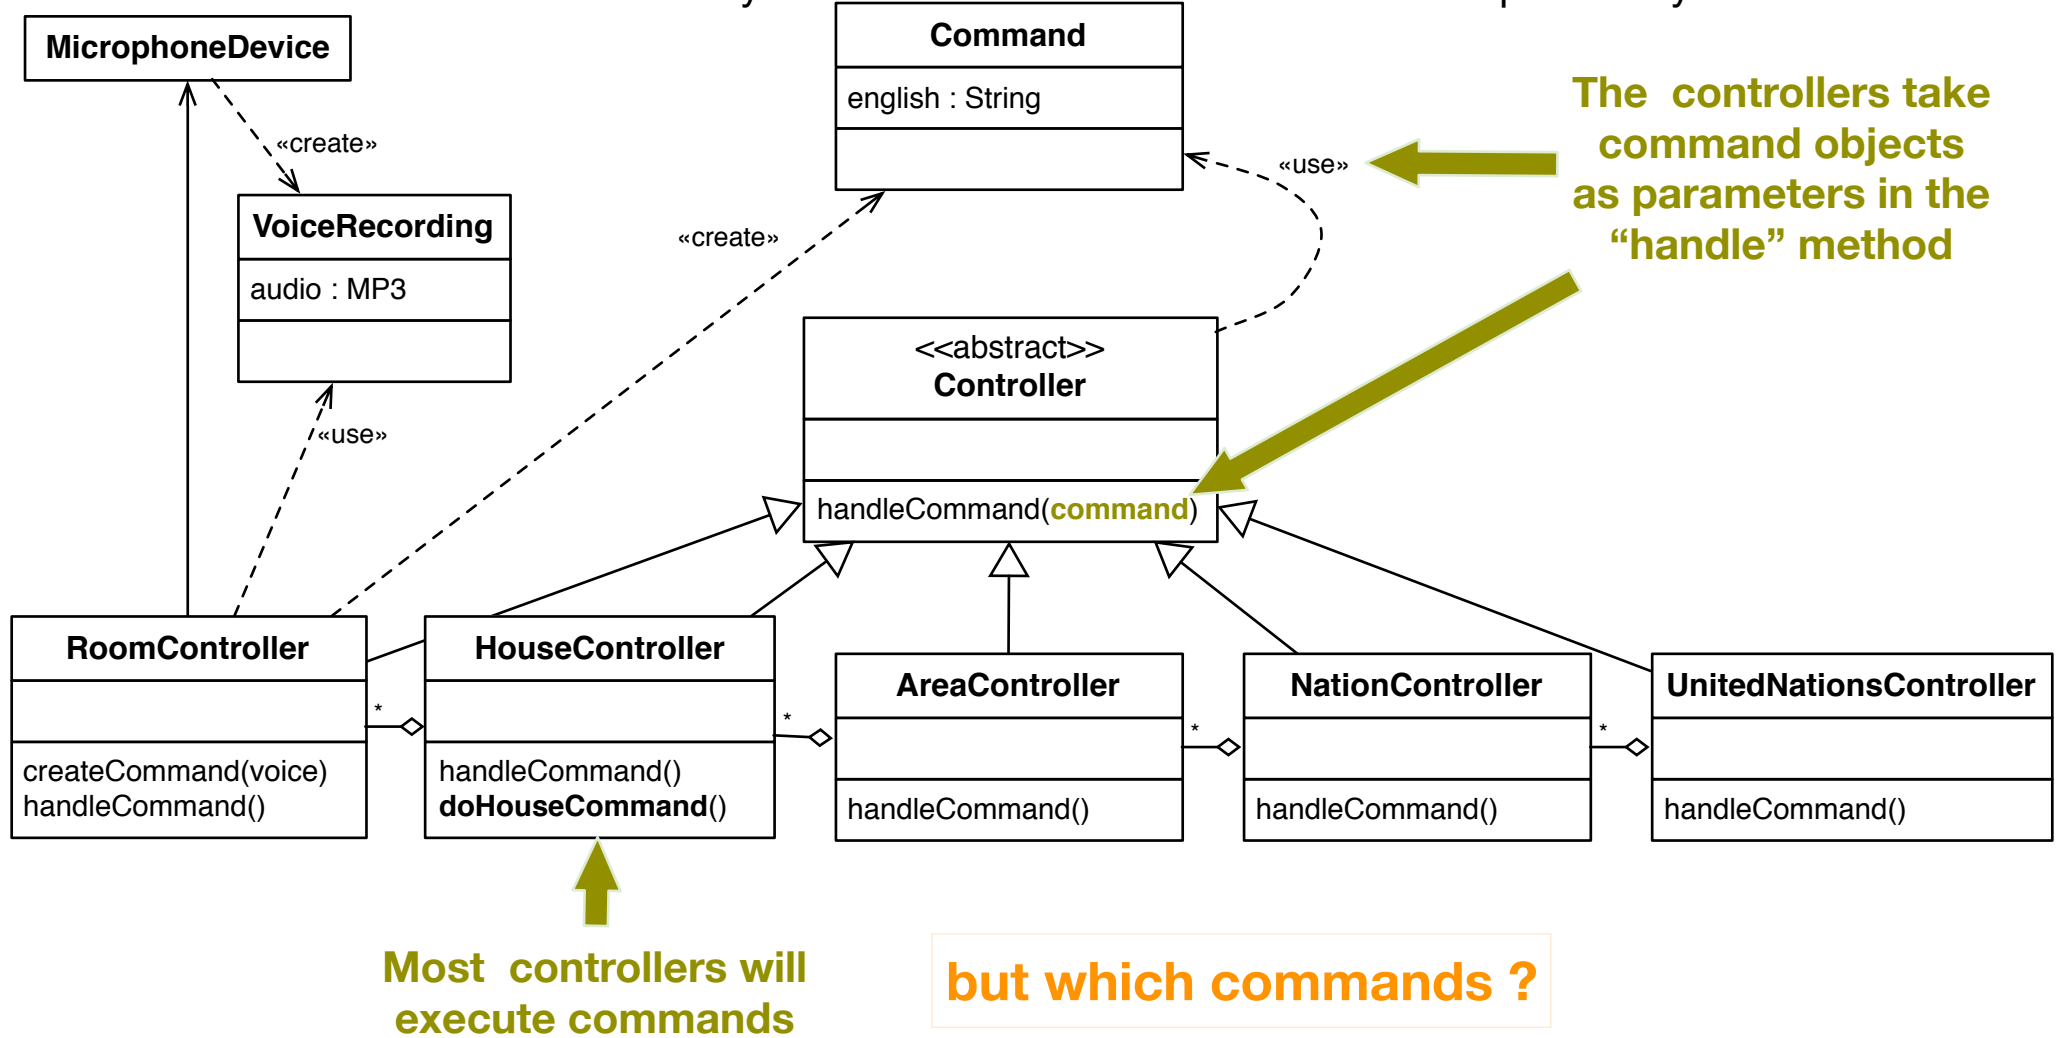 MicrophoneDevice
«create»
VoiceRecording
audio : MP3
«use»
Command
english : String
«create»
«use»
The controllers take
command objects
as parameters in the
“handle” method
<<abstract>>
Controller
handleCommand(command)
RoomController
createCommand(voice)
handleCommand()
*
HouseController
handleCommand()
doHouseCommand()
*
AreaController
handleCommand()
*
NationController
handleCommand()
*
UnitedNationsController
handleCommand()
Most controllers will
execute commands
but which commands ?